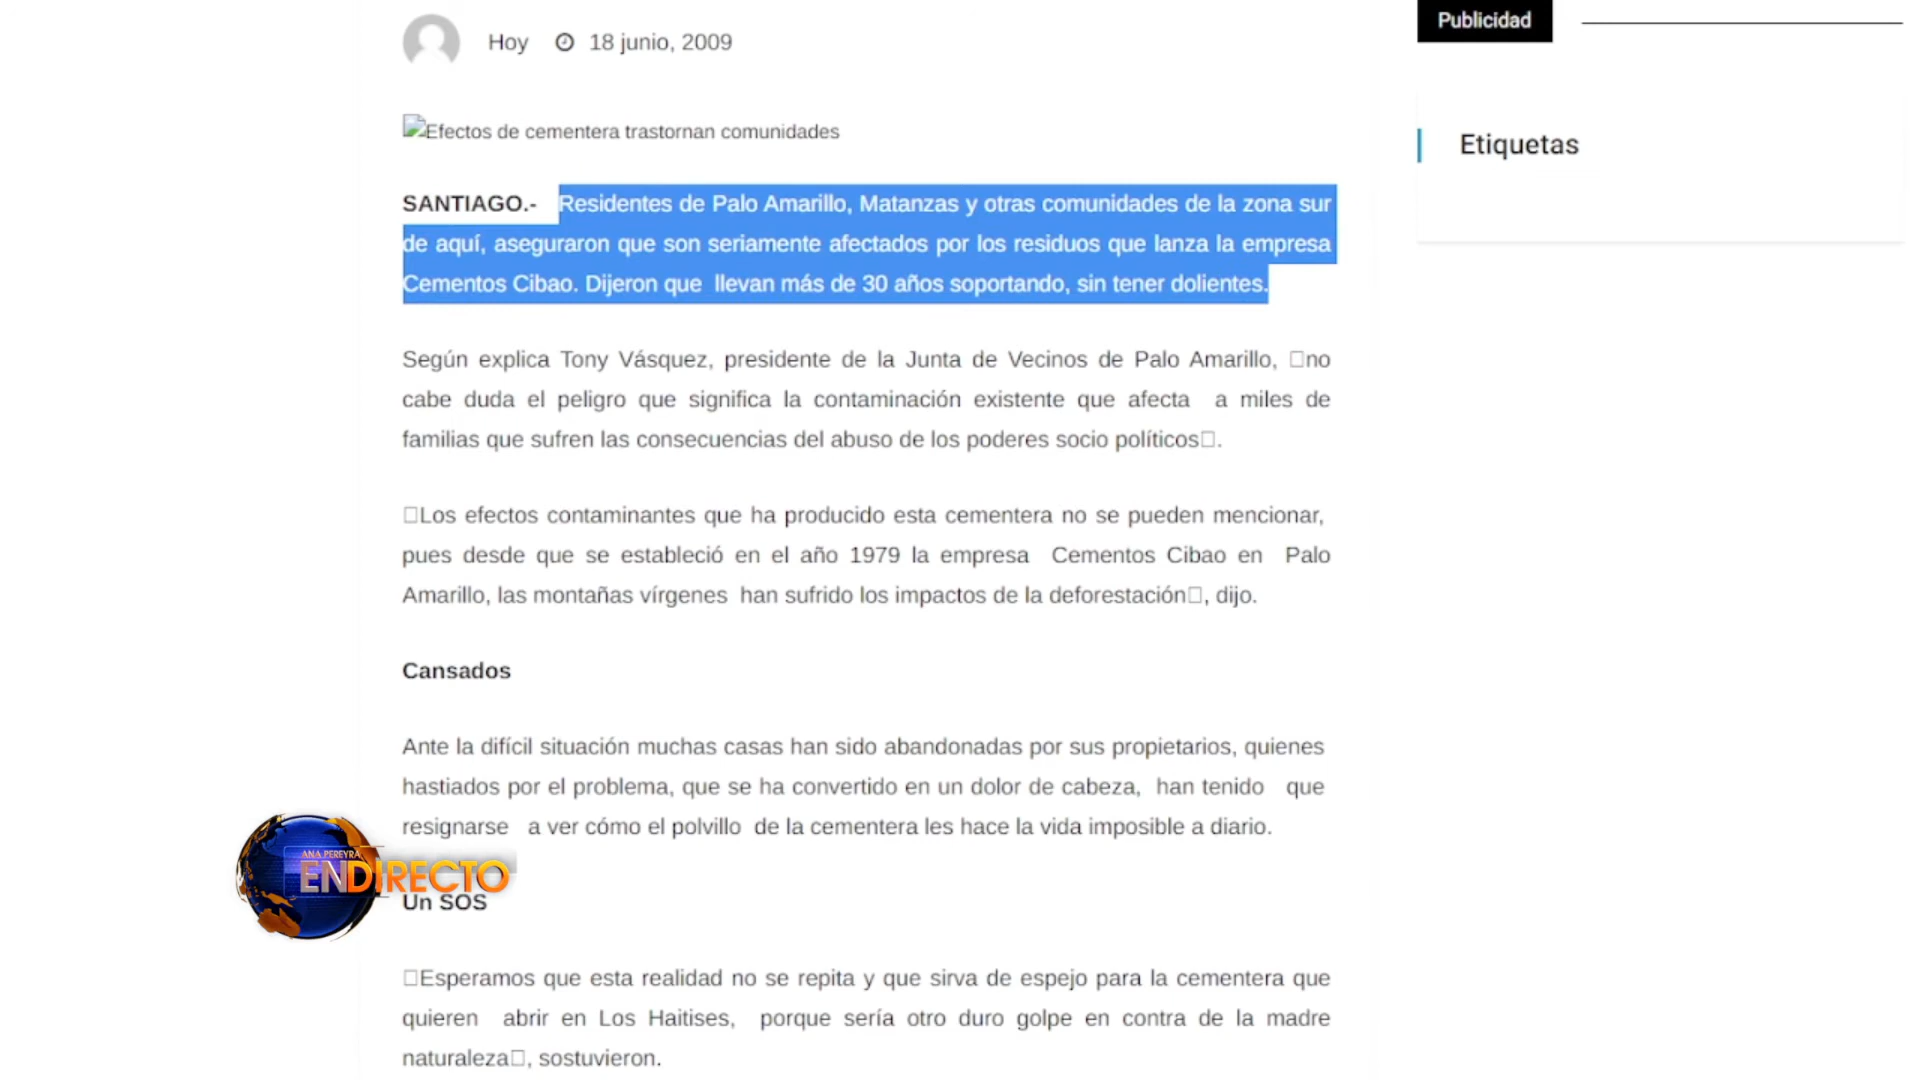 Hoy 18 junio, 2009
Publicidad
Efectos de cementera trastornan comunidades
Etiquetas
SANTIAGO.- Residentes de Palo Amarillo, Matanzas y otras comunidades de la zona sur
de aquí, aseguraron que son seriamente afectados por los residuos que lanza la empresa
Cementos Cibao. Dijeron que llevan más de 30 años soportando, sin tener dolientes.
Según explica Tony Vásquez, presidente de la Junta de Vecinos de Palo Amarillo, □no
cabe duda el peligro que significa la contaminación existente que afecta a miles de
familias que sufren las consecuencias del abuso de los poderes socio políticos□.
□Los efectos contaminantes que ha producido esta cementera no se pueden mencionar,
pues desde que se estableció en el año 1979 la empresa Cementos Cibao en Palo
Amarillo, las montañas vírgenes han sufrido los impactos de la deforestación□, dijo.
Cansados
Ante la difícil situación muchas casas han sido abandonadas por sus propietarios, quienes
hastiados por el problema, que se ha convertido en un dolor de cabeza, han tenido que
resignarse a ver cómo el polvillo de la cementera les hace la vida imposible a diario.
ANA PEREYRA
ENDIRECTO
Un SOS
□Esperamos que esta realidad no se repita y que sirva de espejo para la cementera que
quieren abrir en Los Haitises, porque sería otro duro golpe en contra de la madre
naturaleza□, sostuvieron.